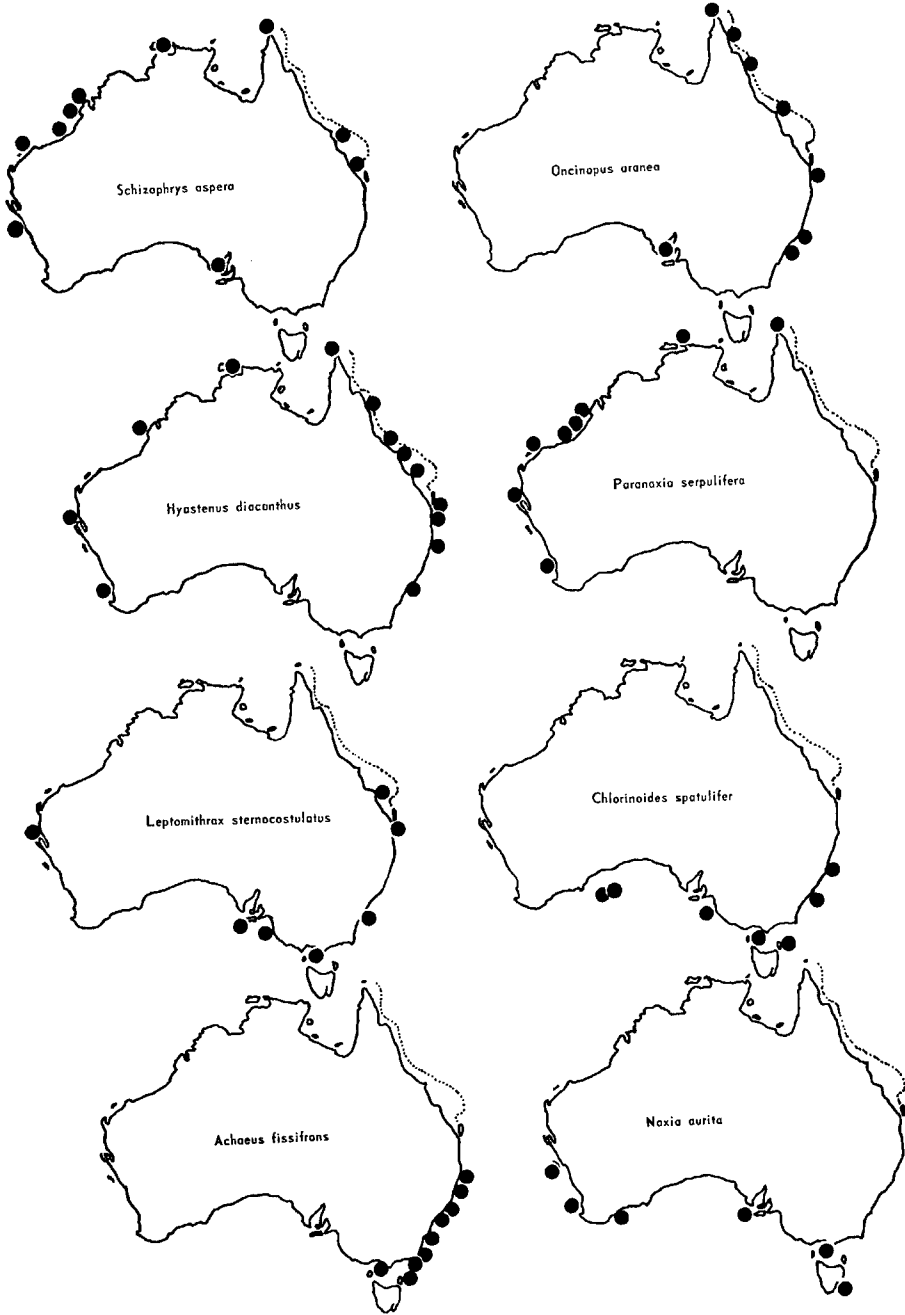 Schizophrys aspera
Oncinopus aranea
Hyastenus diacanthus
Paranaxia serpulifera
Leptomithrax sternocostulatus
Chlorinoides spatulifer
Achaeus fissifrons
Naxia aurita